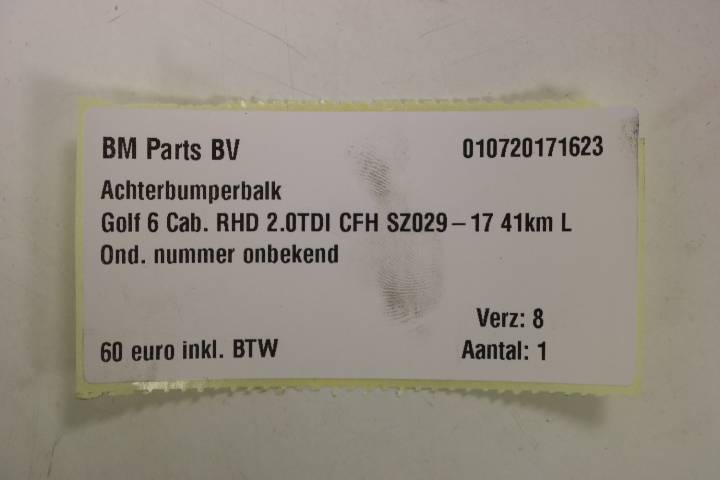 BM Parts BV 010720171623
Achterbumperbalk
Golf 6 Cab. RHD 2.0TDI CFH SZ029-17 41km L
Ond. nummer onbekend
Verz: 8
60 euro inkl. BTW Aantal: 1